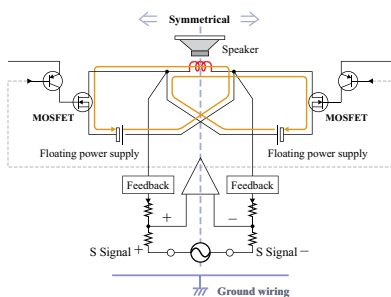 Symmetrical
Speaker
MOSFET
MOSFET
Floating power supply
Floating power supply
Feedback
Feedback
+
−
S Signal +
S Signal −
Ground wiring